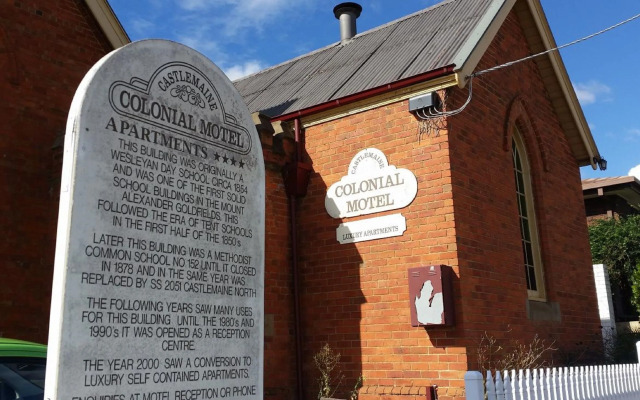 CASTLEMAINE
COLONIAL MOTEL
APARTMENTS ★★★★
THIS BUILDING WAS ORIGINALLY A
WESLEYAN DAY SCHOOL, CIRCA 1854
AND WAS ONE OF THE FIRST SOLID
SCHOOL BUILDINGS IN THE MOUNT
ALEXANDER GOLDFIELDS. THIS
FOLLOWED THE ERA OF TENT SCHOOLS
IN THE FIRST HALF OF THE 1850's
LATER THIS BUILDING WAS A METHODIST
COMMON SCHOOL NO 152 UNTIL IT CLOSED
IN 1878 AND IN THE SAME YEAR WAS
REPLACED BY SS 2051 CASTLEMAINE NORTH
THE FOLLOWING YEARS SAW MANY USES
FOR THIS BUILDING UNTIL THE 1980's AND
1990's IT WAS OPENED AS A RECEPTION
CENTRE.
THE YEAR 2000 SAW A CONVERSION TO
LUXURY SELF CONTAINED APARTMENTS.
ENQUIRIES AT MOTEL RECEPTION OR PHONE
CASTLEMAINE
COLONIAL
MOTEL
LUXURY APARTMENTS